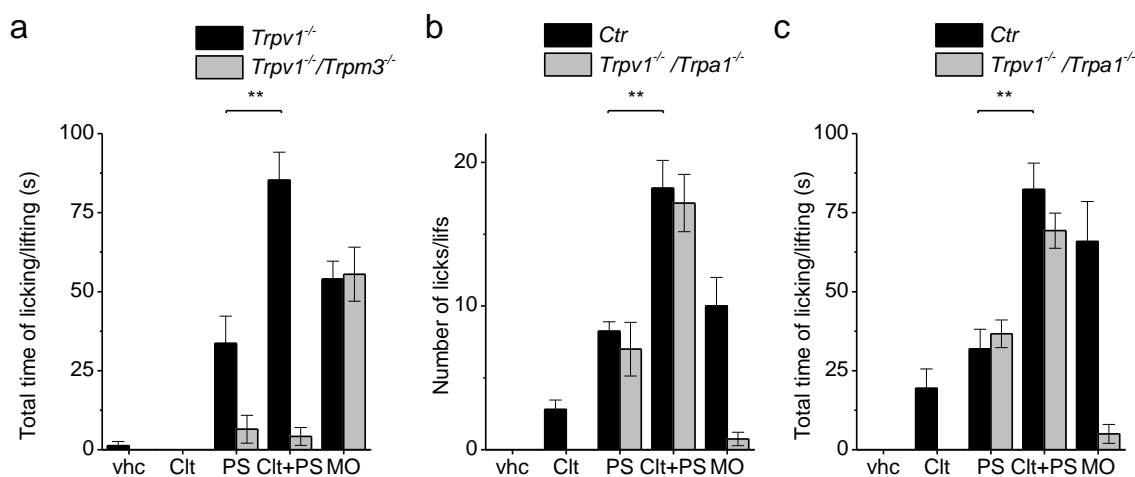 a
Trpv1-/-
Trpv1-/-/Trpm3-/-
**
Total time of licking/lifting (s)
100
75
50
25
0
vhc Clt PS Clt+PS MO
b
Ctr
Trpv1-/- /Trpa1-/-
**
Number of licks/lifs
20
10
0
vhc Clt PS Clt+PS MO
c
Ctr
Trpv1-/- /Trpa1-/-
**
Total time of licking/lifting (s)
100
75
50
25
0
vhc Clt PS Clt+PS MO